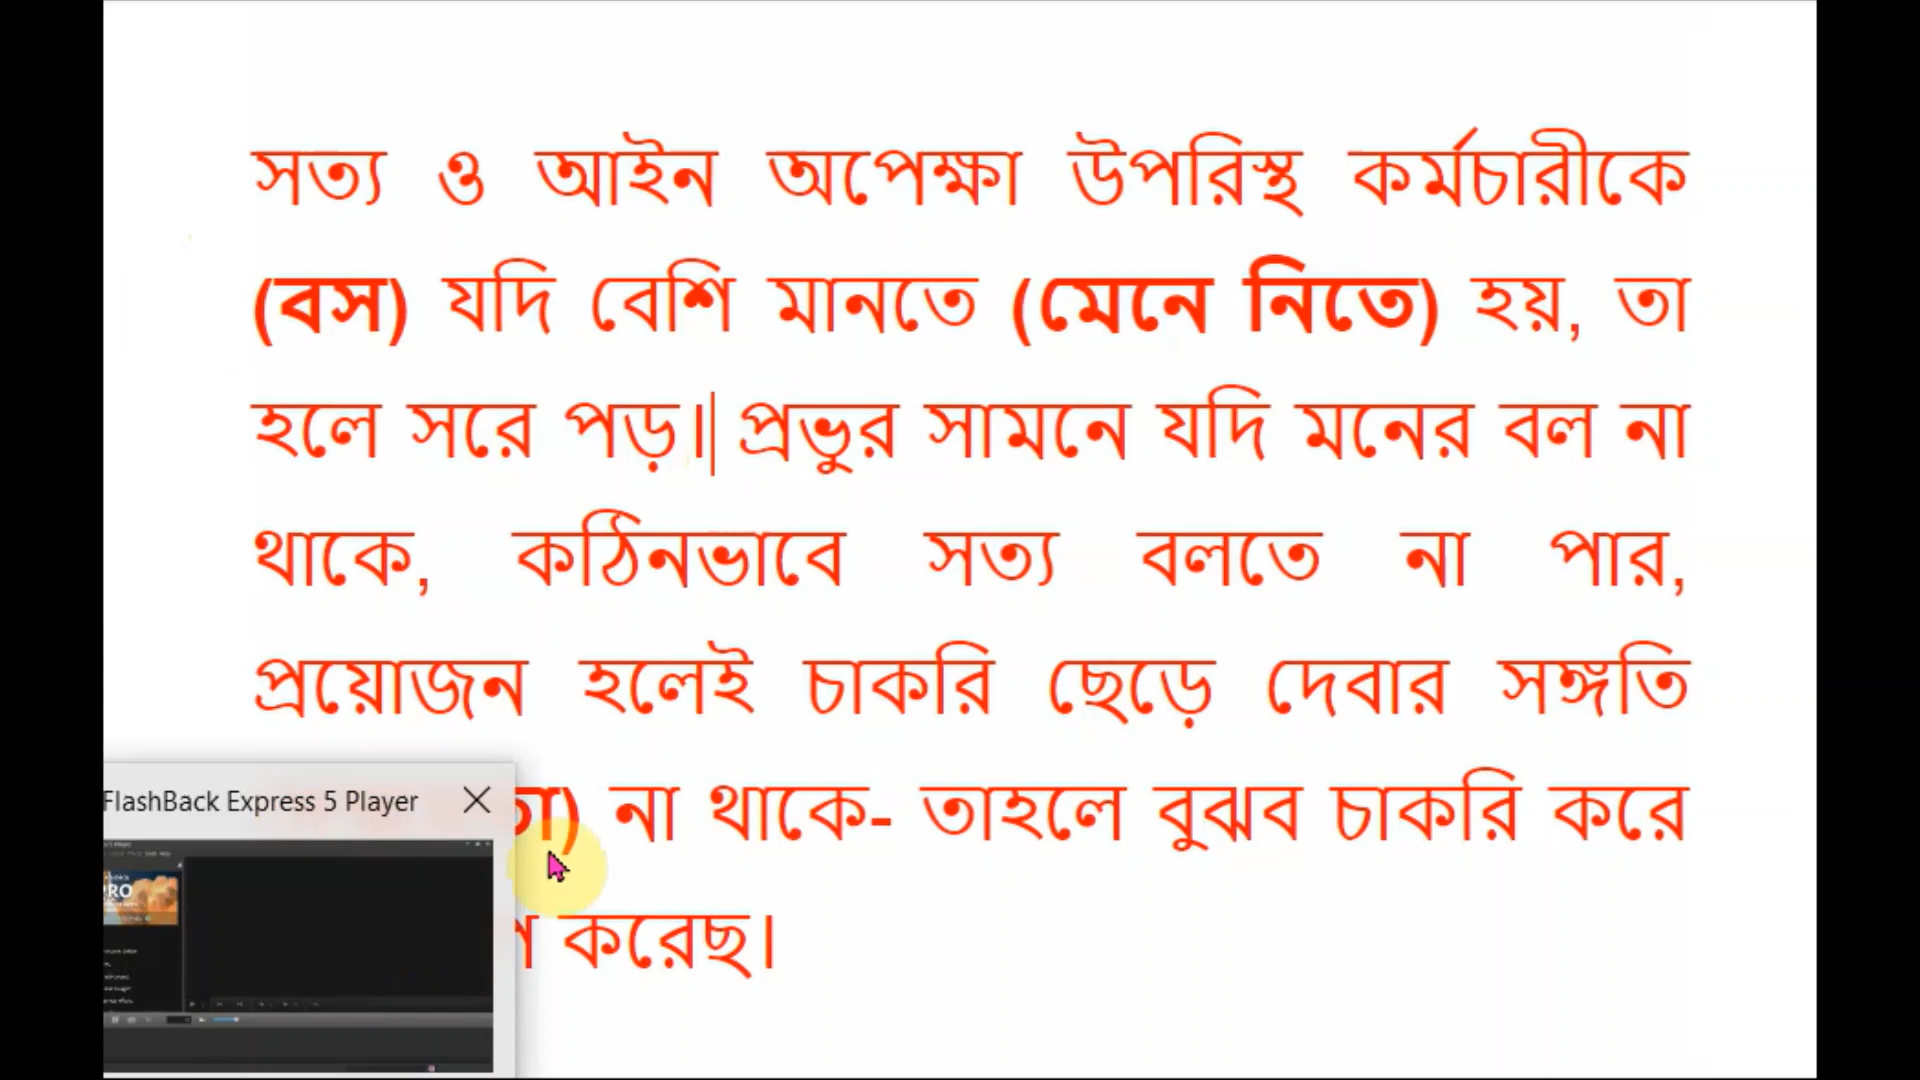 সত্য ও আইন অপেক্ষা উপরিস্থ কর্মচারীকে
(বস) যদি বেশি মানতে (মেনে নিতে) হয়, তা
হলে সরে পড়। প্রভুর সামনে যদি মনের বল না
থাকে, কঠিনভাবে সত্য বলতে না পার,
প্রয়োজন হলেই চাকরি ছেড়ে দেবার সঙ্গতি
না থাকে- তাহলে বুঝব চাকরি করে
করেছ।
FlashBack Express 5 Player